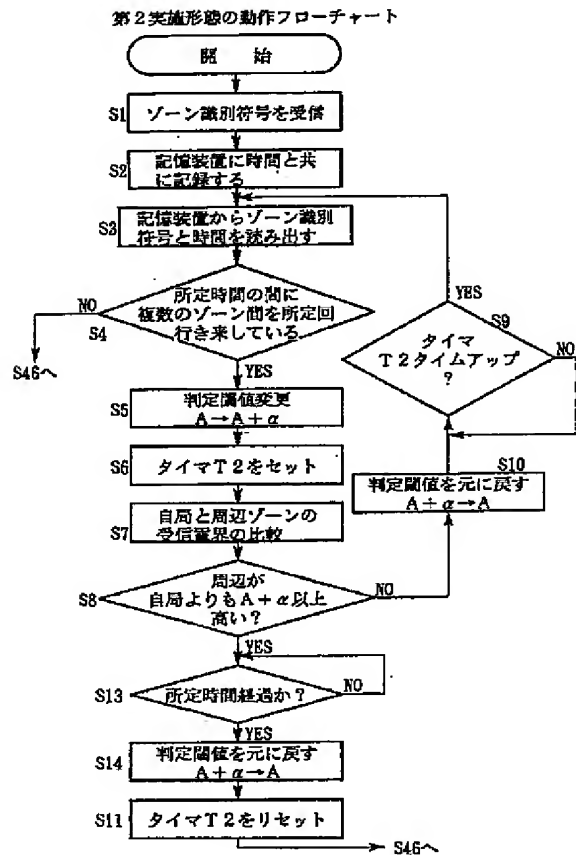 第2実施形態の動作フローチャート
開 始
S1
ゾーン識別符号を受信
S2
記憶装置に時間と共
に記録する
S3
記憶装置からゾーン識別
符号と時間を読み出す
所定時間の間に
複数のゾーン間を所定回
行き来している
NO
S4
S46へ
YES
S5
判定閾値変更
A→A+α
S6
タイマT2をセット
S7
自局と周辺ゾーンの
受信電界の比較
S8
周辺が
自局よりもA+α以上
高い?
NO
YES
S9
タイマ
T2タイムアップ
?
YES
NO
S10
判定閾値を元に戻す
A+α→A
S13
所定時間経過か?
NO
YES
S14
判定閾値を元に戻す
A+α→A
S11
タイマT2をリセット
S46へ